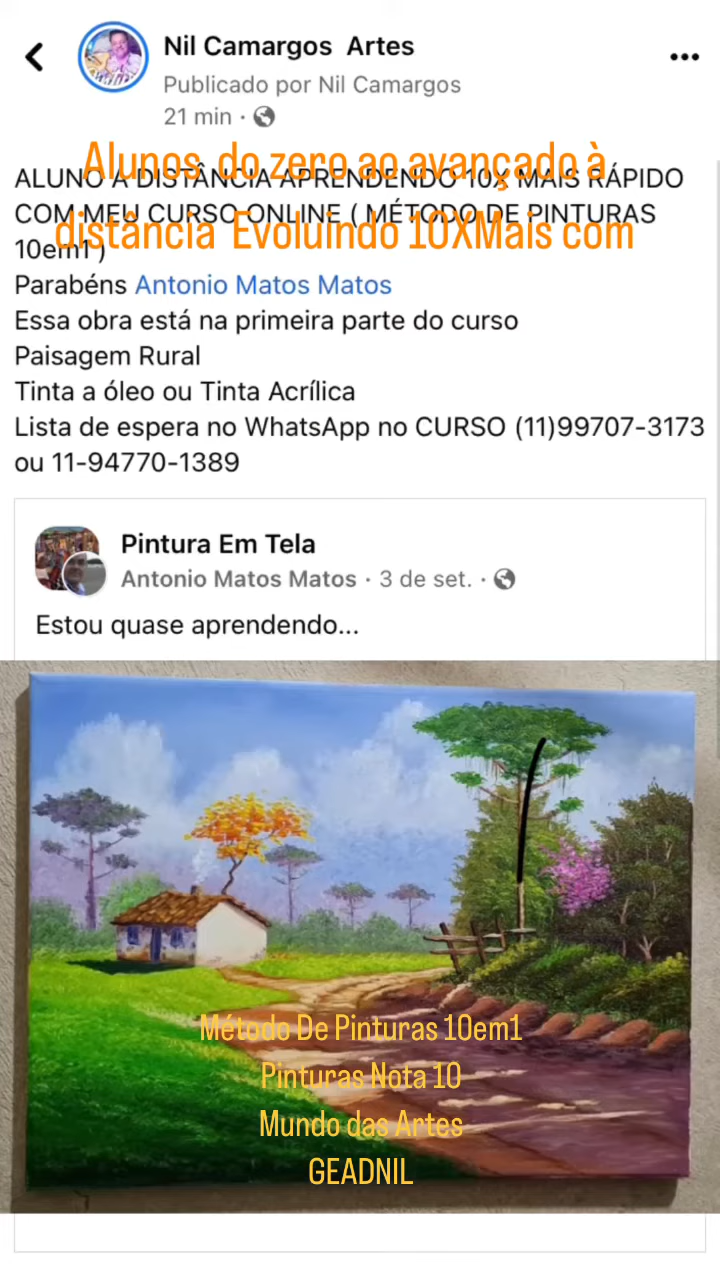 Nil Camargos Artes
Publicado por Nil Camargos
21 min ·
Alunos do zero ao avançado à
distância Evoluindo 10XMais com
ALUNO A DISTÂNCIA APRENDENDO 10X MAIS RÁPIDO
COM MEU CURSO ONLINE ( MÉTODO DE PINTURAS
10em1 )
Parabéns Antonio Matos Matos
Essa obra está na primeira parte do curso
Paisagem Rural
Tinta a óleo ou Tinta Acrílica
Lista de espera no WhatsApp no CURSO (11)99707-3173
ou 11-94770-1389
Pintura Em Tela
Antonio Matos Matos · 3 de set. ·
Estou quase aprendendo...
Método De Pinturas 10em1
Pinturas Nota 10
Mundo das Artes
GEADNIL